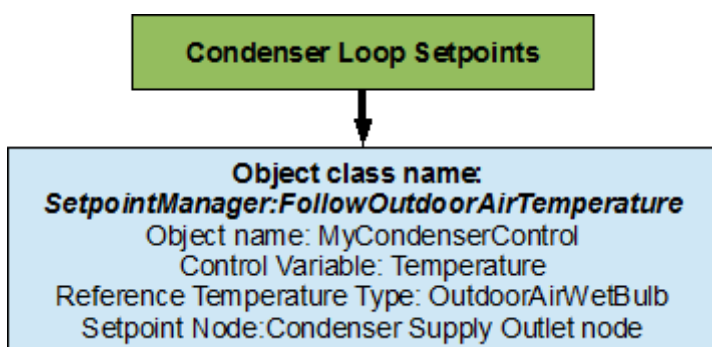 Condenser Loop Setpoints
Object class name:
SetpointManager:FollowOutdoorAirTemperature
Object name: MyCondenserControl
Control Variable: Temperature
Reference Temperature Type: OutdoorAirWetBulb
Setpoint Node:Condenser Supply Outlet node